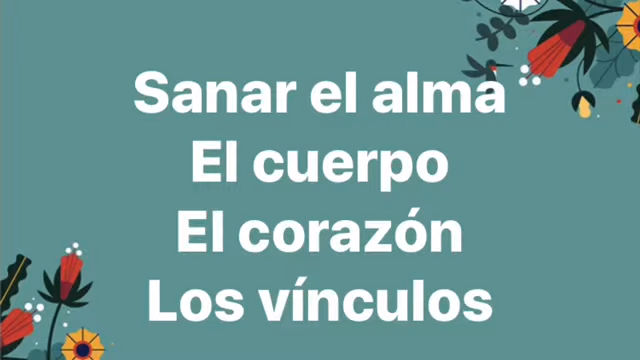 Sanar el alma
El cuerpo
El corazón
Los vínculos